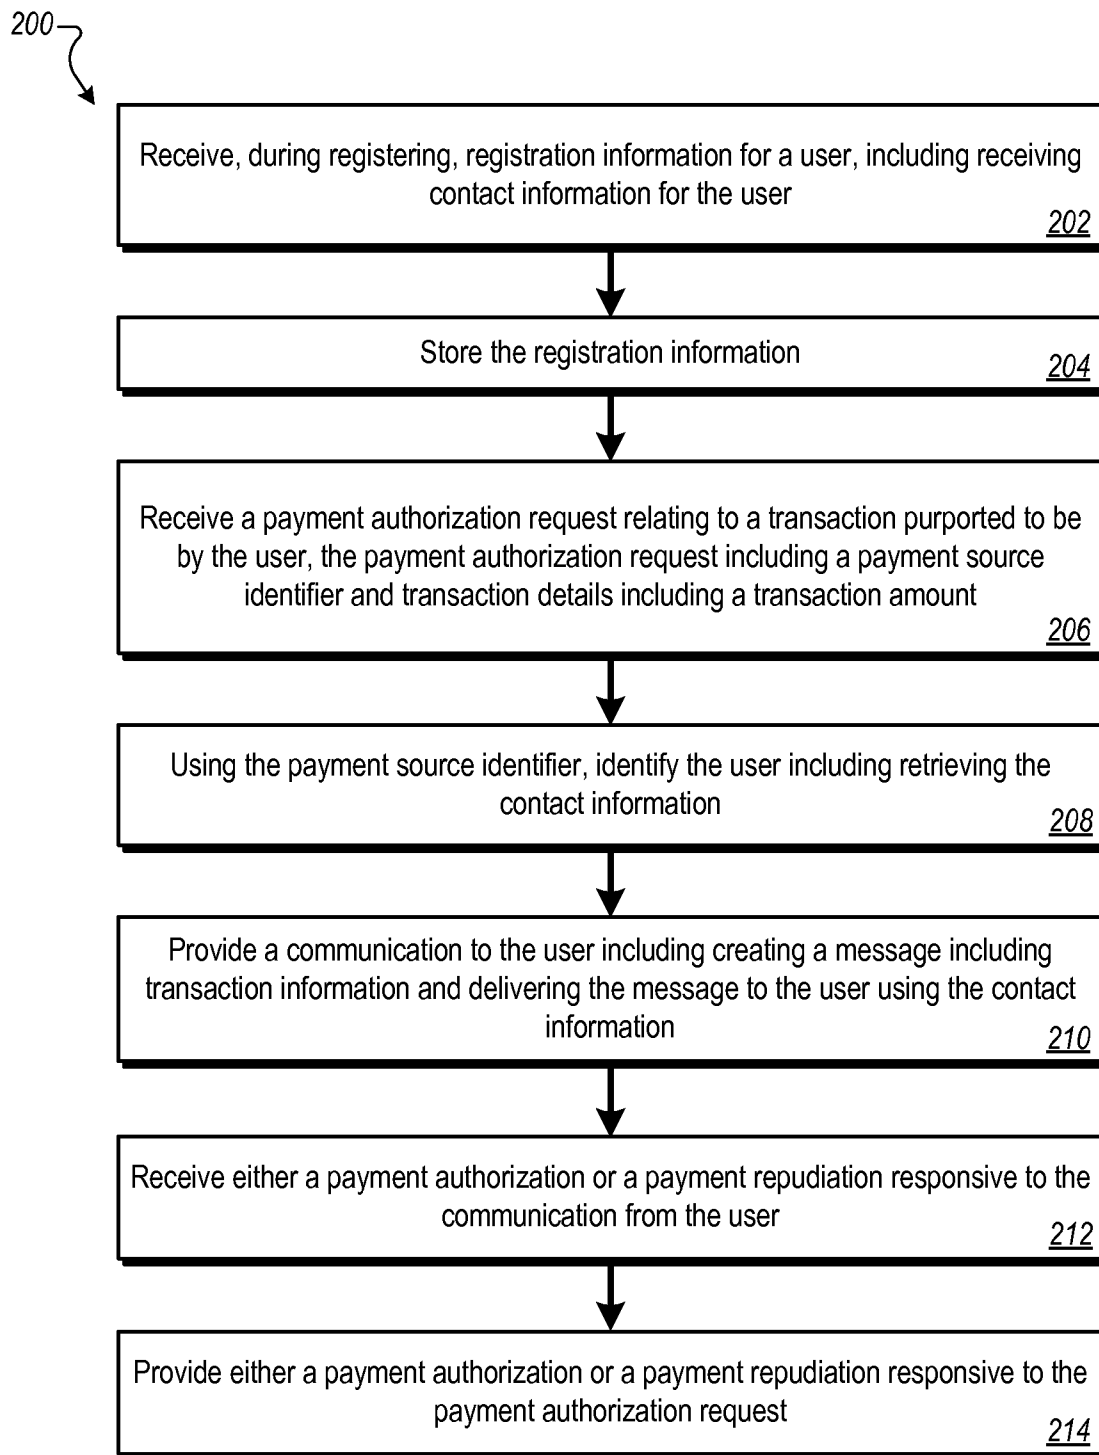 200
Receive, during registering, registration information for a user, including receiving
contact information for the user
202
Store the registration information
204
Receive a payment authorization request relating to a transaction purported to be
by the user, the payment authorization request including a payment source
identifier and transaction details including a transaction amount
206
Using the payment source identifier, identify the user including retrieving the
contact information
208
Provide a communication to the user including creating a message including
transaction information and delivering the message to the user using the contact
information
210
Receive either a payment authorization or a payment repudiation responsive to the
communication from the user
212
Provide either a payment authorization or a payment repudiation responsive to the
payment authorization request
214